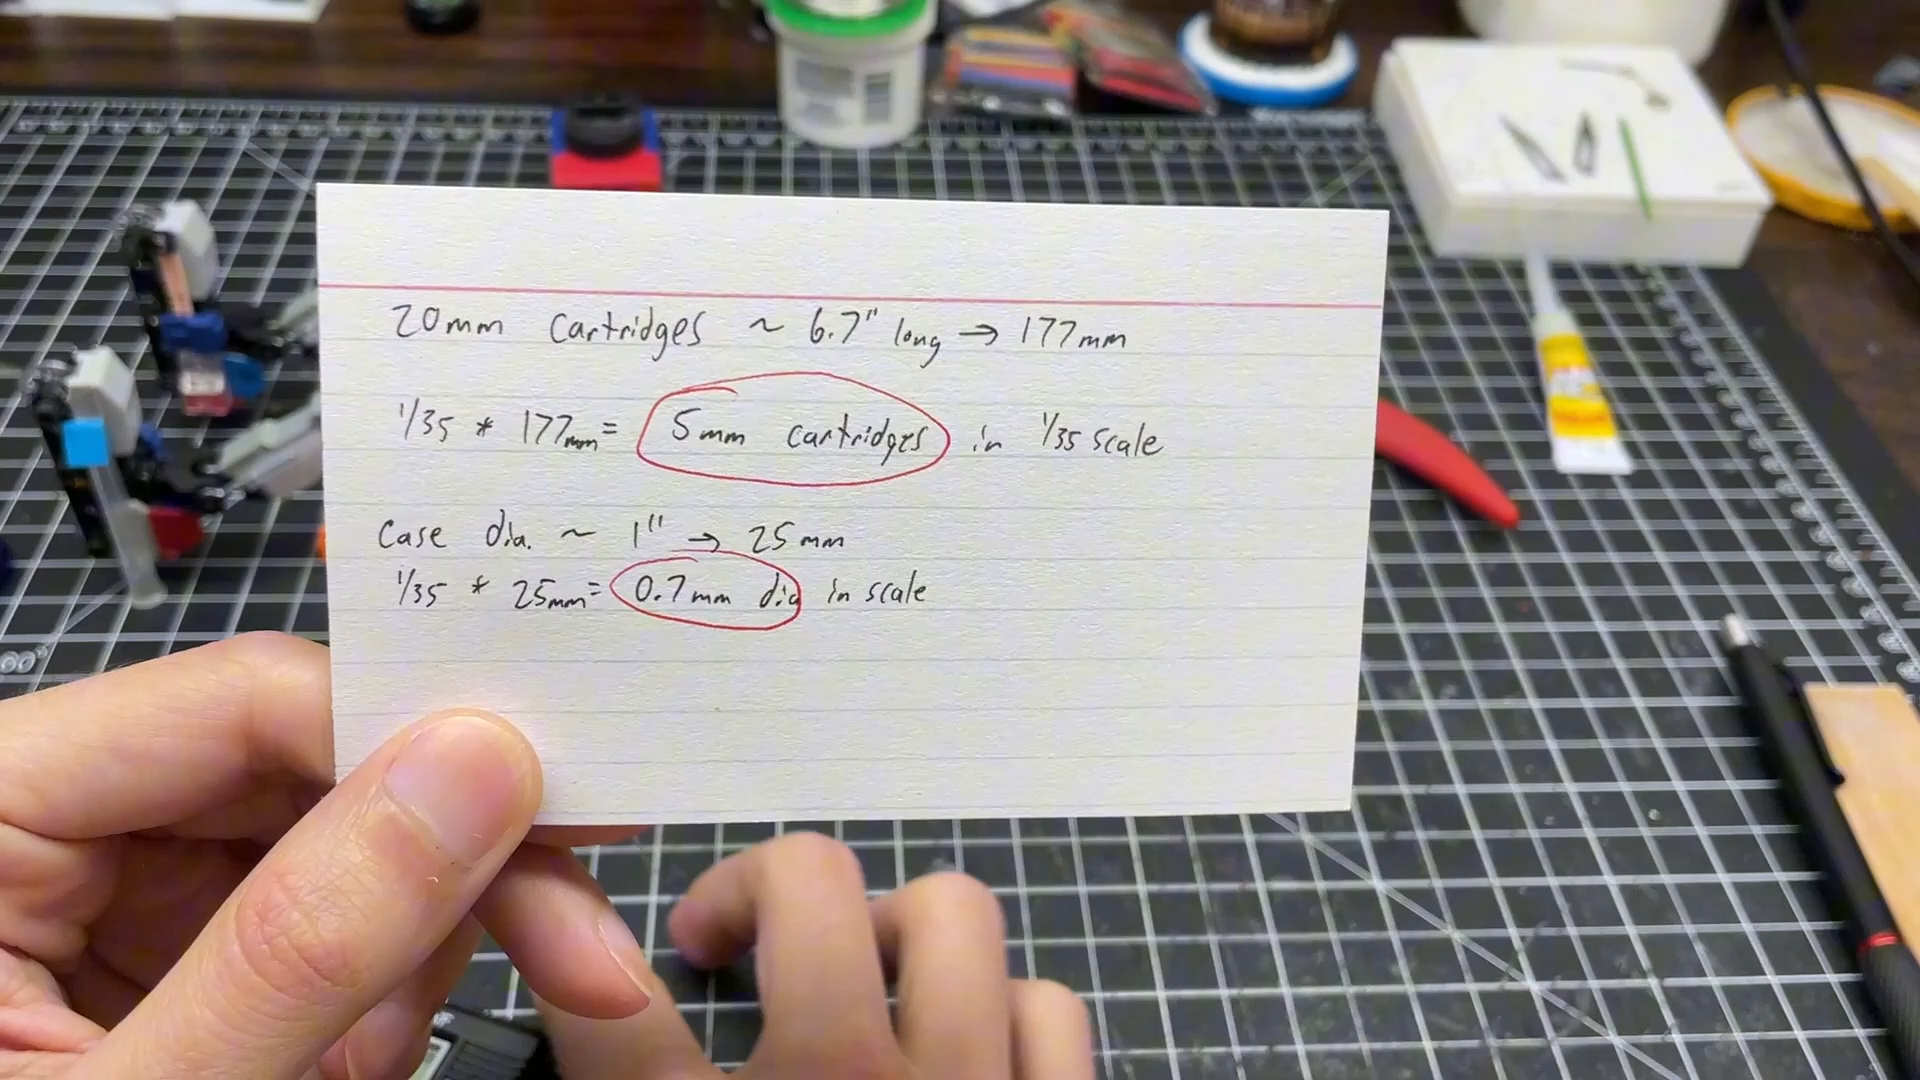 20mm Cartridges ~ 6.7" long → 177mm
1/35 * 177mm = 5mm cartridges in 1/35 scale
Case dia. ~ 1" → 25mm
1/35 * 25mm = 0.7mm dia in scale